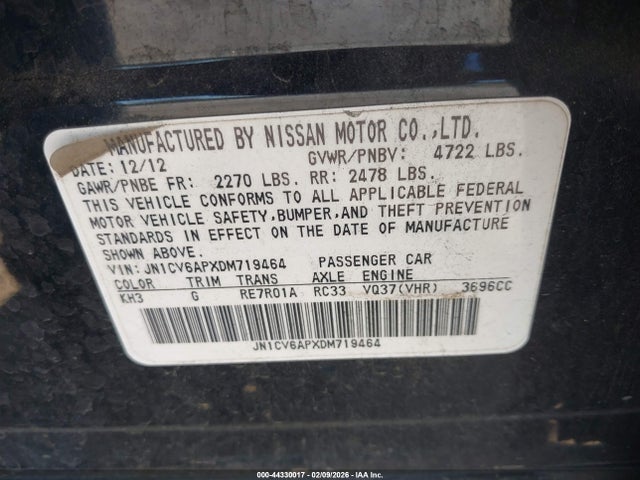 MANUFACTURED BY NISSAN MOTOR CO.,LTD.
DATE: 12/12 GVWR/PNBV: 4722 LBS.
GAWR/PNBE FR: 2270 LBS. RR: 2478 LBS.
THIS VEHICLE CONFORMS TO ALL APPLICABLE FEDERAL
MOTOR VEHICLE SAFETY,BUMPER,AND THEFT PREVENTION
STANDARDS IN EFFECT ON THE DATE OF MANUFACTURE
SHOWN ABOVE.
VIN: JN1CV6APXDM719464 PASSENGER CAR
COLOR TRIM TRANS AXLE ENGINE
KH3 G RE7R01A RC33 VQ37(VHR) 3696CC
JN1CV6APXDM719464
000-44330017 | 02/09/2026 - IAA Inc.